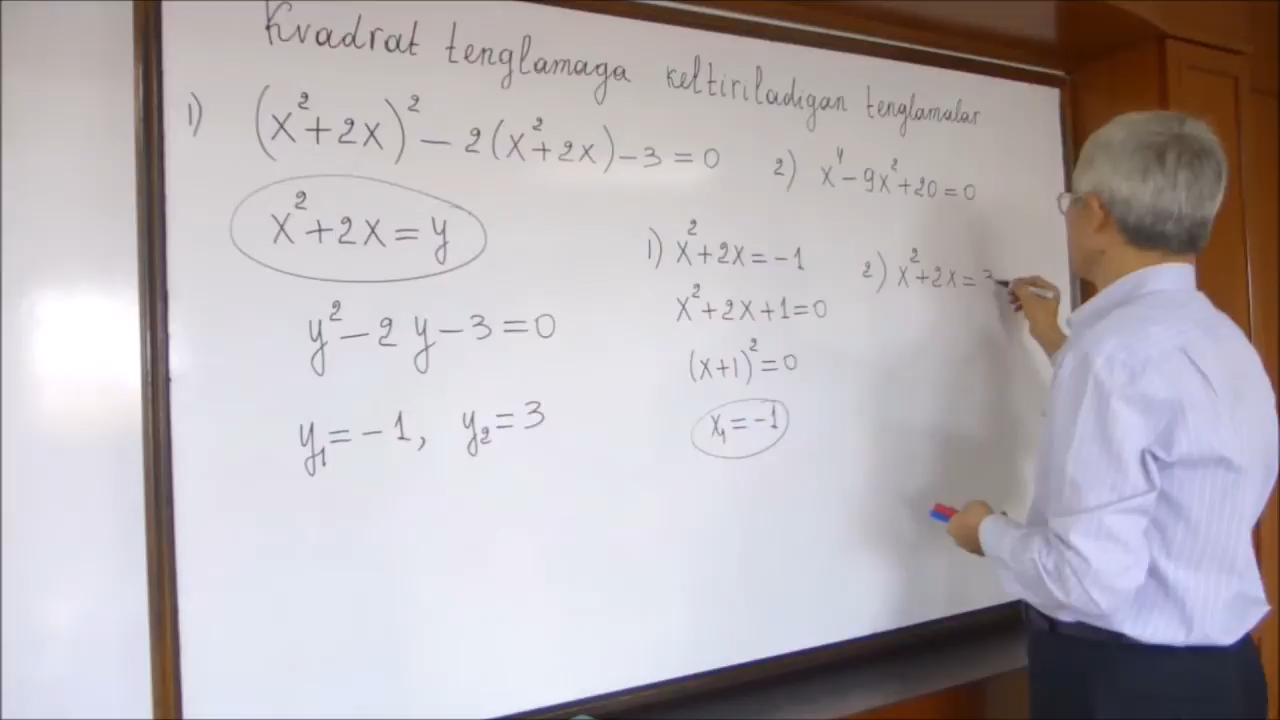 Kvadrat tenglamaga keltiriladigan tenglamalar
1) (x²+2x)² − 2(x²+2x) − 3 = 0
x²+2x = y
y² − 2y − 3 = 0
y₁ = −1, y₂ = 3
2) x⁴ − 9x² + 20 = 0
1) x²+2x = −1
x²+2x+1=0
(x+1)² = 0
x₁ = −1
2) x²+2x = 3